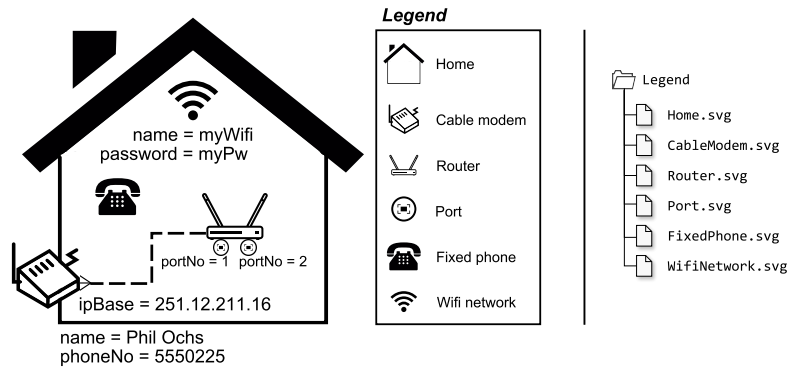 name = myWifi
password = myPw
portNo = 1 portNo = 2
ipBase = 251.12.211.16
name = Phil Ochs
phoneNo = 5550225
Legend
Home
Cable modem
Router
Port
Fixed phone
Wifi network
Legend
Home.svg
CableModem.svg
Router.svg
Port.svg
FixedPhone.svg
WifiNetwork.svg